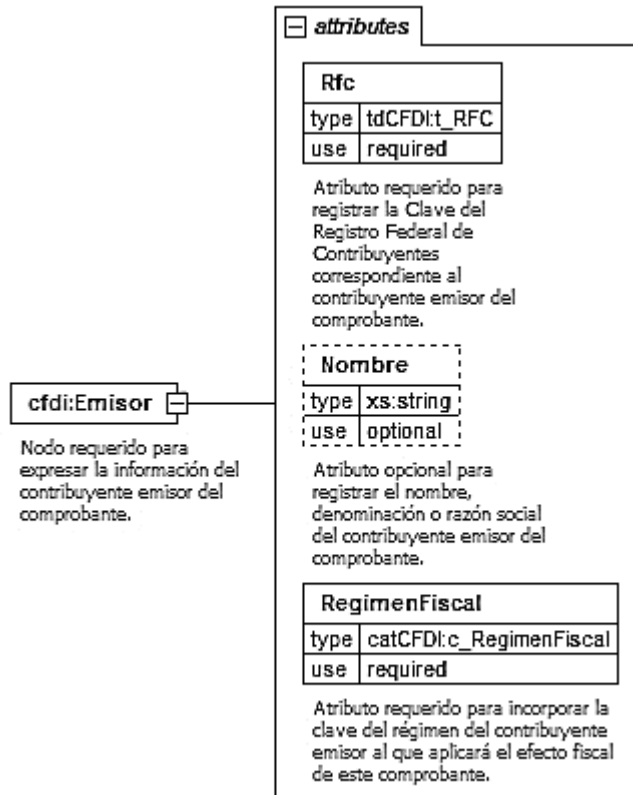 attributes
Rfc
type tdCFDI:t_RFC
use required
Atributo requerido para
registrar la Clave del
Registro Federal de
Contribuyentes
correspondiente al
contribuyente emisor del
comprobante.
Nombre
type xs:string
use optional
Atributo opcional para
registrar el nombre,
denominación o razón social
del contribuyente emisor del
comprobante.
cfdi:Emisor
Nodo requerido para
expresar la información del
contribuyente emisor del
comprobante.
RegimenFiscal
type catCFDI:c_RegimenFiscal
use required
Atributo requerido para incorporar la
clave del régimen del contribuyente
emisor al que aplicará el efecto fiscal
de este comprobante.